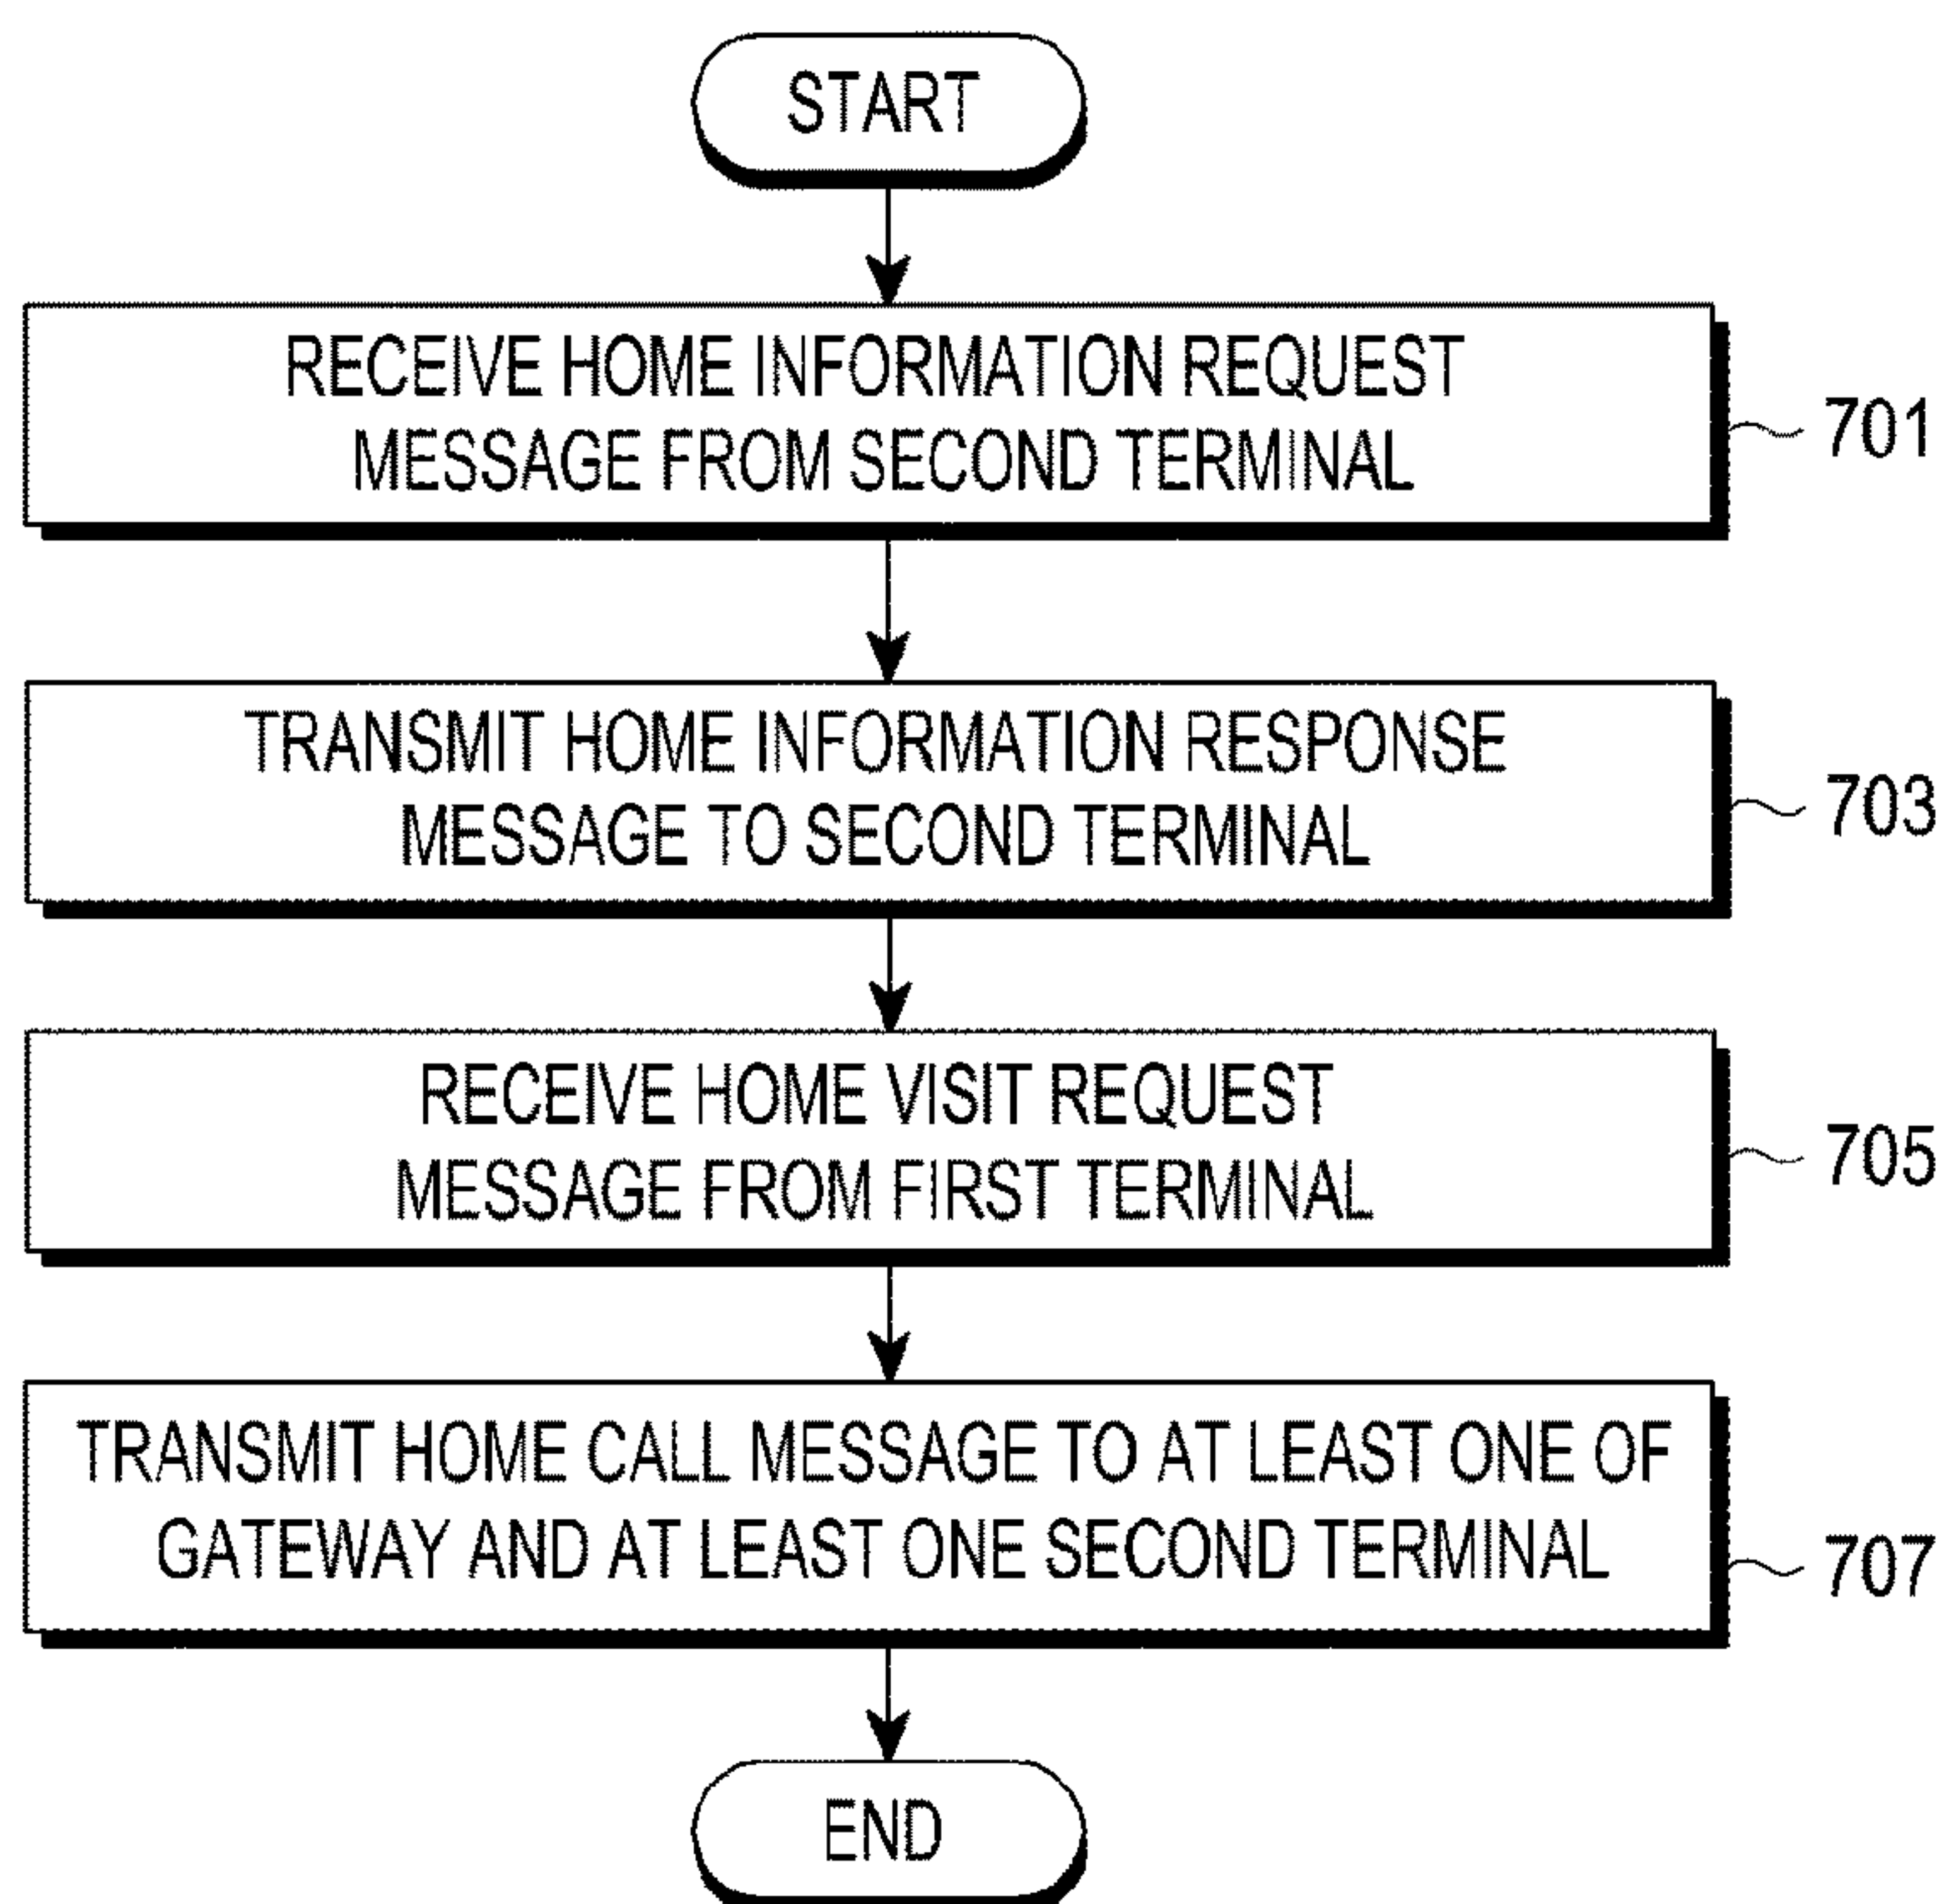 START
RECEIVE HOME INFORMATION REQUEST
MESSAGE FROM SECOND TERMINAL
701
TRANSMIT HOME INFORMATION RESPONSE
MESSAGE TO SECOND TERMINAL
703
RECEIVE HOME VISIT REQUEST
MESSAGE FROM FIRST TERMINAL
705
TRANSMIT HOME CALL MESSAGE TO AT LEAST ONE OF
GATEWAY AND AT LEAST ONE SECOND TERMINAL
707
END